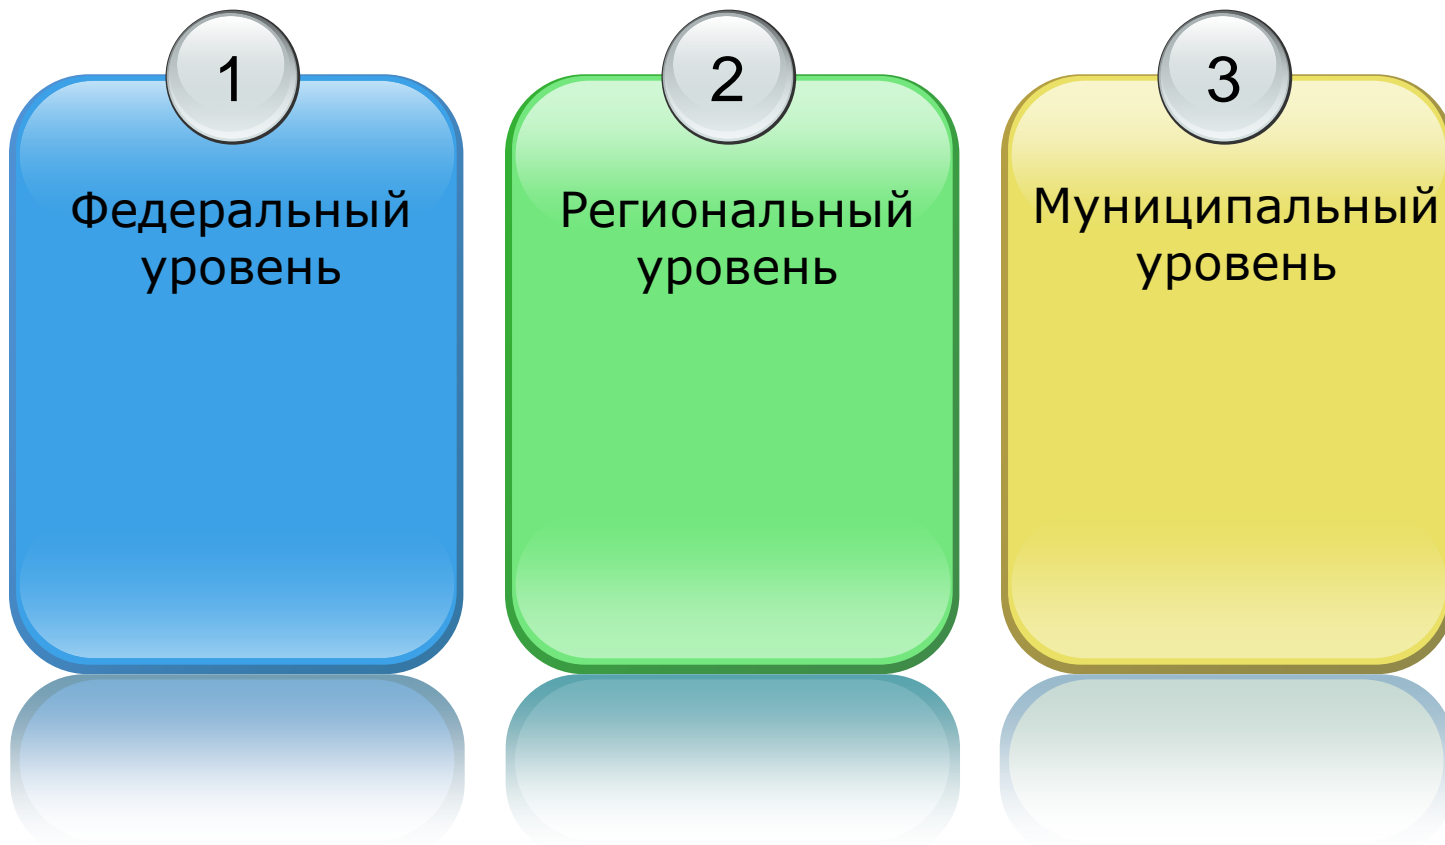 1
Федеральный
уровень
2
Региональный
уровень
3
Муниципальный
уровень